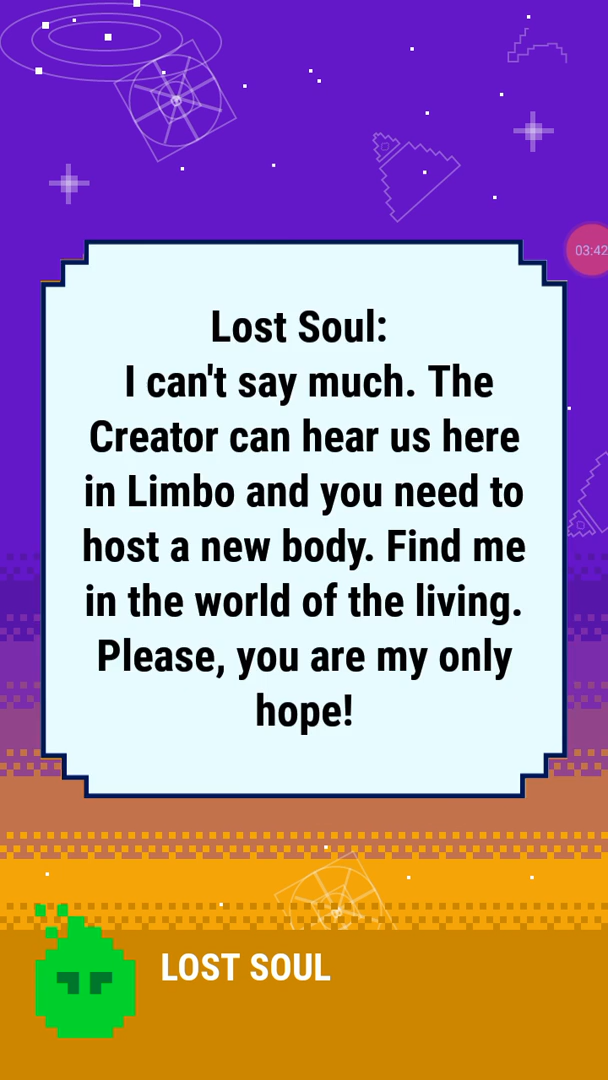 03:42
Lost Soul:
I can't say much. The
Creator can hear us here
in Limbo and you need to
host a new body. Find me
in the world of the living.
Please, you are my only
hope!
LOST SOUL